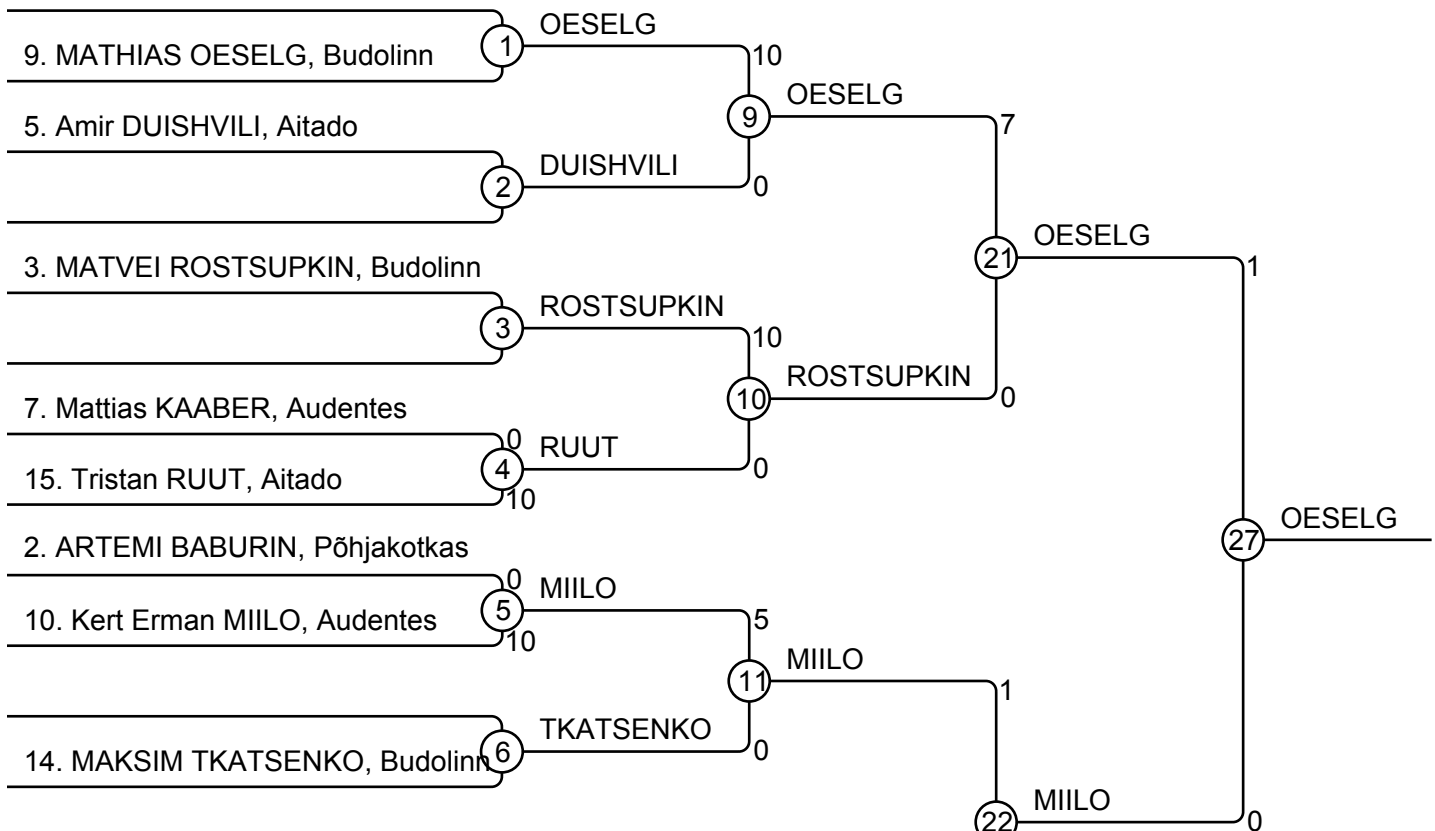 OESELG
9. MATHIAS OESELG, Budolinn
1
10
OESELG
5. Amir DUISHVILI, Aitado
9
7
DUISHVILI
2
0
OESELG
3. MATVEI ROSTSUPKIN, Budolinn
21
1
ROSTSUPKIN
3
10
ROSTSUPKIN
7. Mattias KAABER, Audentes
10
0
0
RUUT
15. Tristan RUUT, Aitado
4
0
10
OESELG
2. ARTEMI BABURIN, Põhjakotkas
27
0
MIILO
10. Kert Erman MIILO, Audentes
5
5
10
MIILO
11
1
TKATSENKO
14. MAKSIM TKATSENKO, Budolinn
6
0
MIILO
22
0